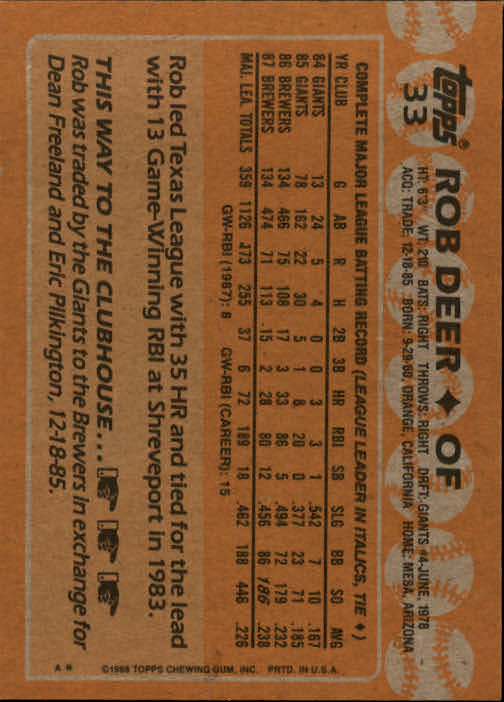 Topps®
33
ROB DEER ♦ OF
HT: 6'3" WT: 210 BATS: RIGHT THROWS: RIGHT DRFT: GIANTS #4-JUNE, 1978
ACQ: TRADE, 12-18-85 BORN: 9-29-60, ORANGE, CALIFORNIA HOME: MESA, ARIZONA
COMPLETE MAJOR LEAGUE BATTING RECORD (LEAGUE LEADER IN ITALICS, TIE ♦)
YR CLUB G AB R H 2B 3B HR RBI SB SLG BB SO AVG
84 GIANTS 13 24 5 4 0 0 3 3 1 .542 7 10 .167
85 GIANTS 78 162 22 30 5 1 8 20 0 .377 23 71 .185
86 BREWERS 134 466 75 108 17 3 33 86 5 .494 72 179 .232
87 BREWERS 134 474 71 113 15 2 28 80 12 .456 86 186 .238
MAJ. LEA. TOTALS 359 1126 173 255 37 6 72 189 18 .462 188 446 .226
GW-RBI (1987): 8 GW-RBI (CAREER): 15
Rob led Texas League with 35 HR and tied for the lead
with 13 Game-Winning RBI at Shreveport in 1983.
THIS WAY TO THE CLUBHOUSE...
Rob was traded by the Giants to the Brewers in exchange for
Dean Freeland and Eric Pilkington, 12-18-85.
A* ©1988 TOPPS CHEWING GUM, INC. PRTD. IN U.S.A.